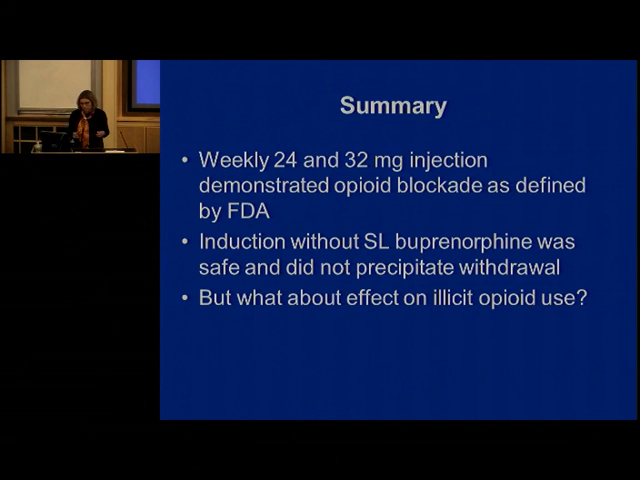 Summary
• Weekly 24 and 32 mg injection
demonstrated opioid blockade as defined
by FDA
• Induction without SL buprenorphine was
safe and did not precipitate withdrawal
• But what about effect on illicit opioid use?